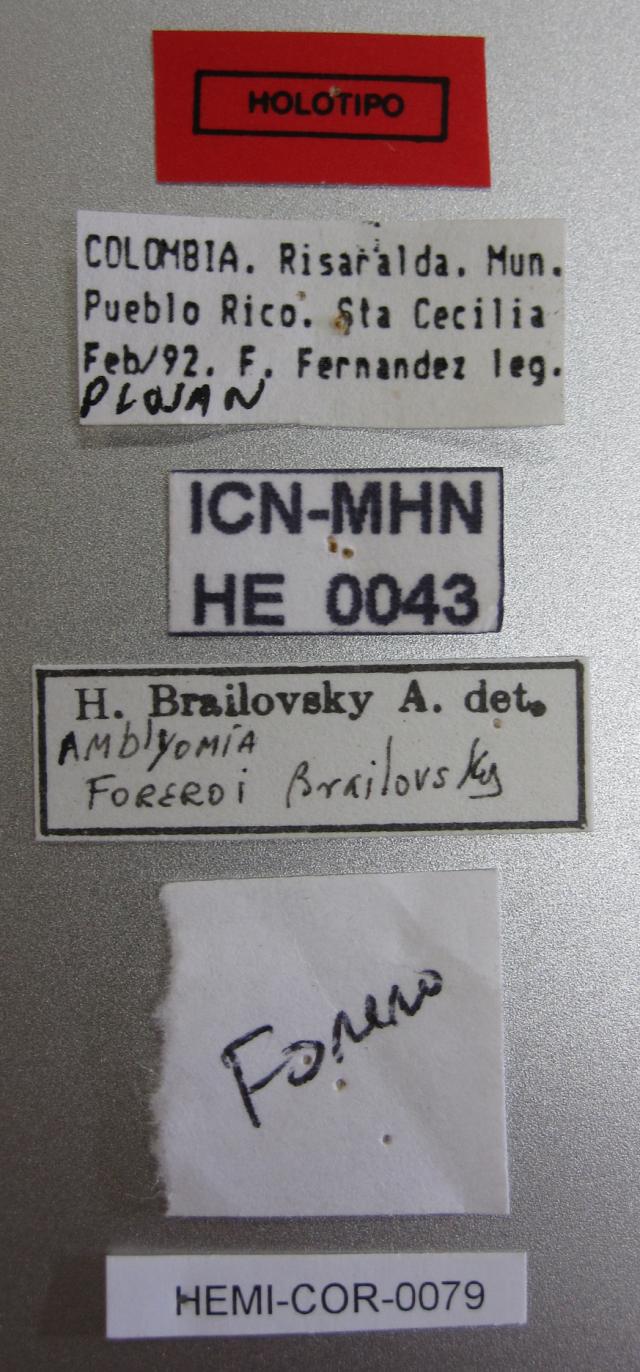 HOLOTIPO
COLOMBIA. Risaralda. Mun.
Pueblo Rico. Sta Cecilia
Feb/92. F. Fernandez leg.
PLOJAN
ICN-MHN
HE 0043
H. Brailovsky A. det.
AMblyOMIA
FOREROi Brailovsky
Forero
HEMI-COR-0079